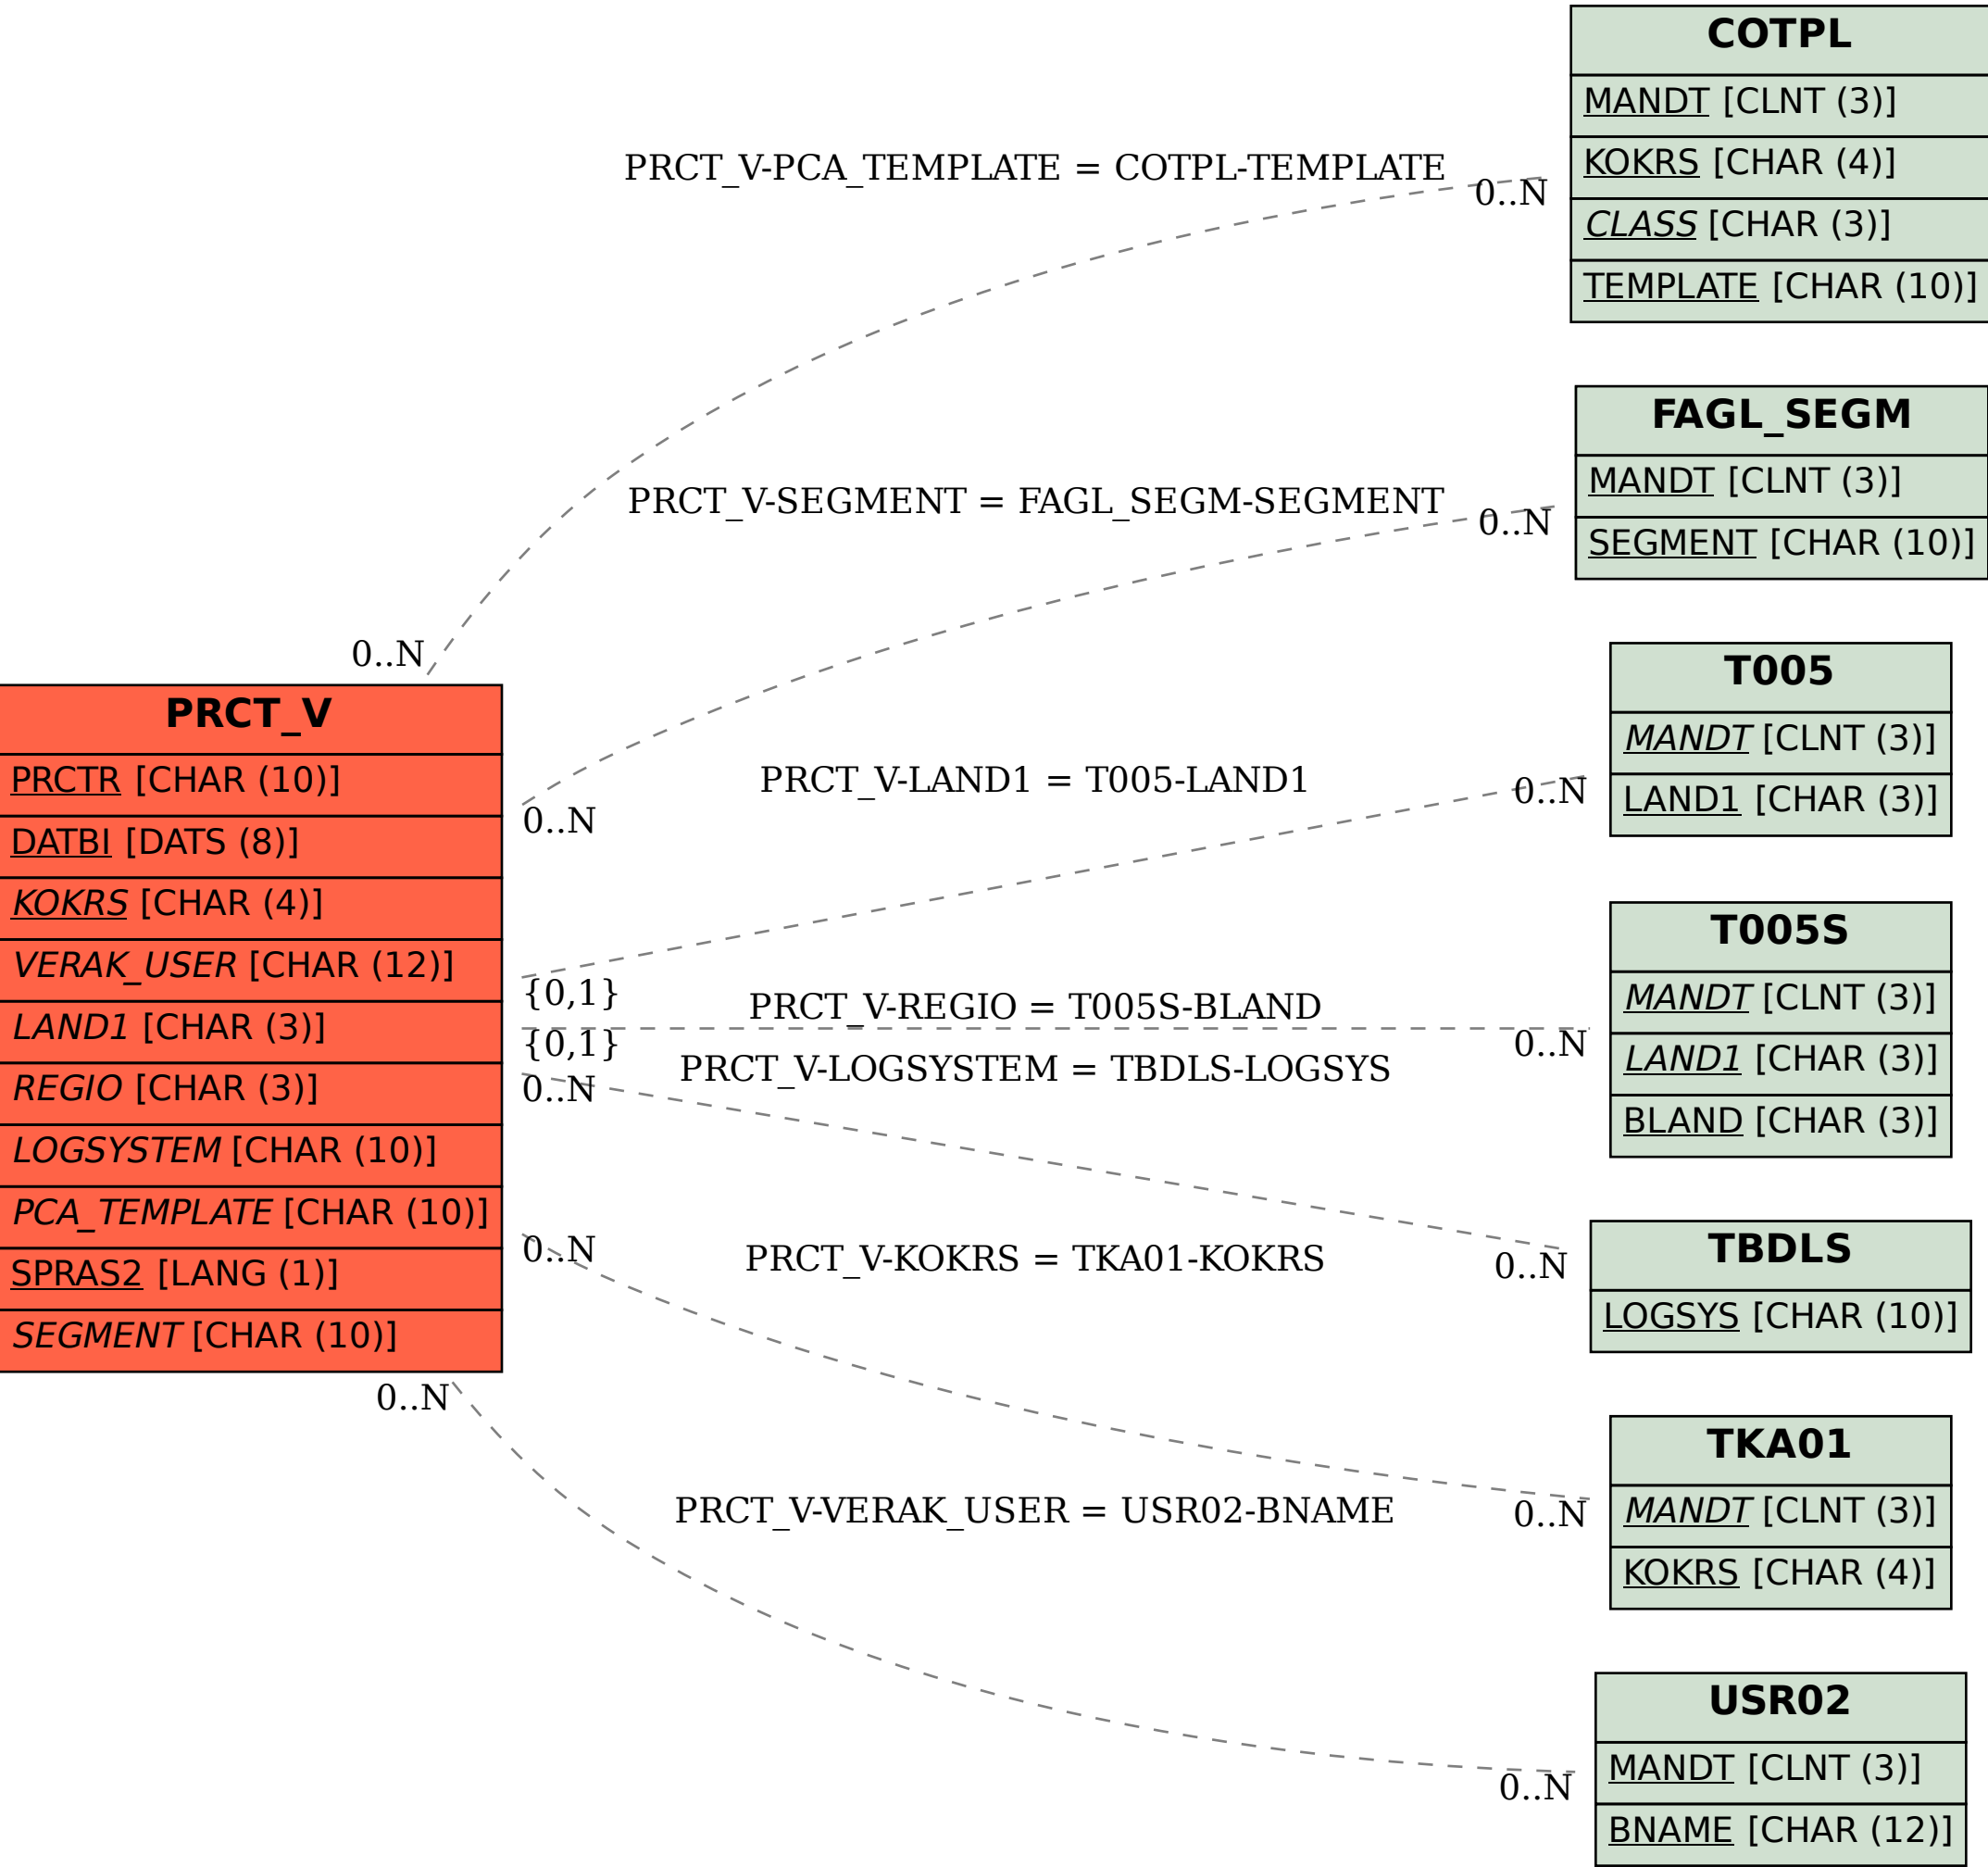 COTPL
MANDT [CLNT (3)]
KOKRS [CHAR (4)]
CLASS [CHAR (3)]
TEMPLATE [CHAR (10)]
PRCT_V-PCA_TEMPLATE = COTPL-TEMPLATE
0..N
0..N
FAGL_SEGM
MANDT [CLNT (3)]
SEGMENT [CHAR (10)]
PRCT_V-SEGMENT = FAGL_SEGM-SEGMENT
0..N
0..N
T005
MANDT [CLNT (3)]
LAND1 [CHAR (3)]
PRCT_V-LAND1 = T005-LAND1
0..N
{0,1}
PRCT_V
PRCTR [CHAR (10)]
DATBI [DATS (8)]
KOKRS [CHAR (4)]
VERAK_USER [CHAR (12)]
LAND1 [CHAR (3)]
REGIO [CHAR (3)]
LOGSYSTEM [CHAR (10)]
PCA_TEMPLATE [CHAR (10)]
SPRAS2 [LANG (1)]
SEGMENT [CHAR (10)]
T005S
MANDT [CLNT (3)]
LAND1 [CHAR (3)]
BLAND [CHAR (3)]
PRCT_V-REGIO = T005S-BLAND
0..N
{0,1}
PRCT_V-LOGSYSTEM = TBDLS-LOGSYS
0..N
0..N
TBDLS
LOGSYS [CHAR (10)]
PRCT_V-KOKRS = TKA01-KOKRS
0..N
0..N
TKA01
MANDT [CLNT (3)]
KOKRS [CHAR (4)]
PRCT_V-VERAK_USER = USR02-BNAME
0..N
0..N
USR02
MANDT [CLNT (3)]
BNAME [CHAR (12)]